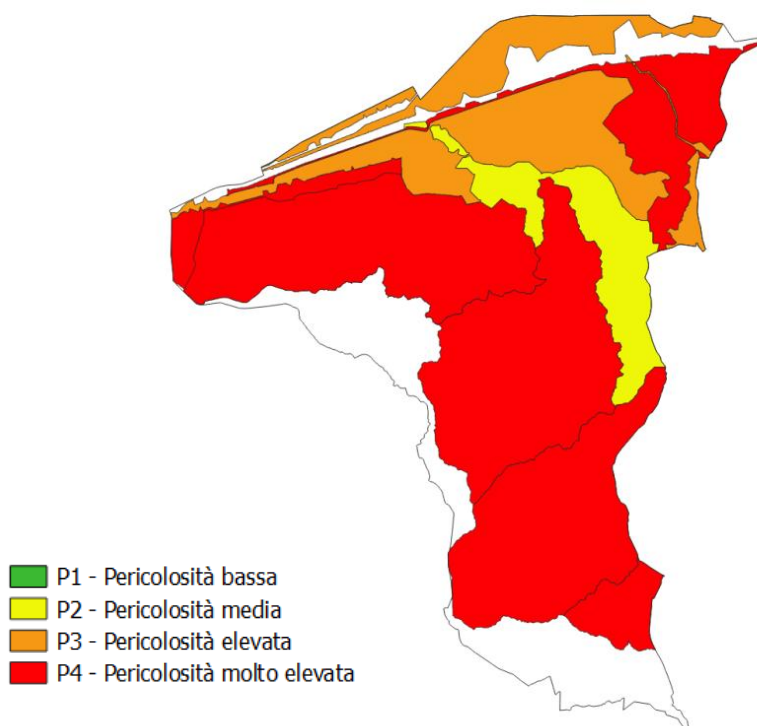 P1 - Pericolosità bassa
P2 - Pericolosità media
P3 - Pericolosità elevata
P4 - Pericolosità molto elevata